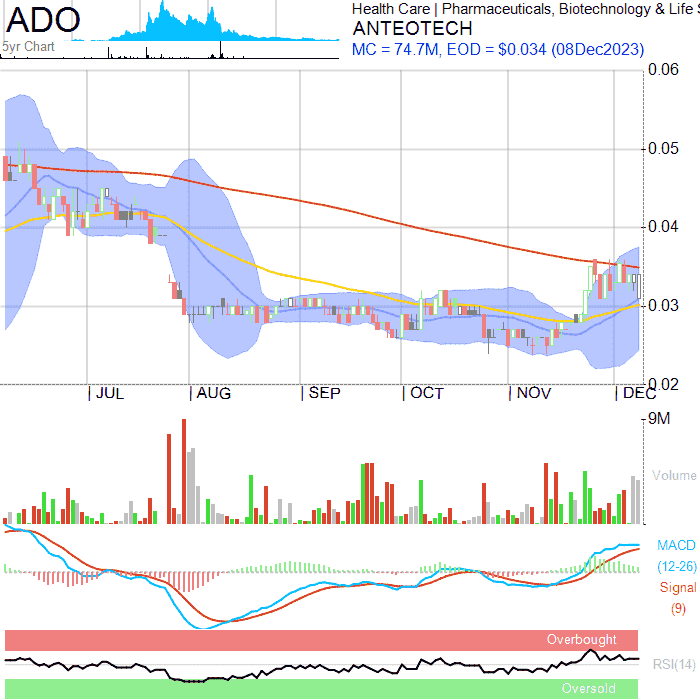 ADO
5yr Chart
Health Care | Pharmaceuticals, Biotechnology & Life S
ANTEOTECH
MC = 74.7M, EOD = $0.034 (08Dec2023)
0.06
0.05
0.04
0.03
0.02
JUL AUG SEP OCT NOV DEC
9M
Volume
MACD
(12-26)
Signal
(9)
Overbought
RSI(14)
Oversold